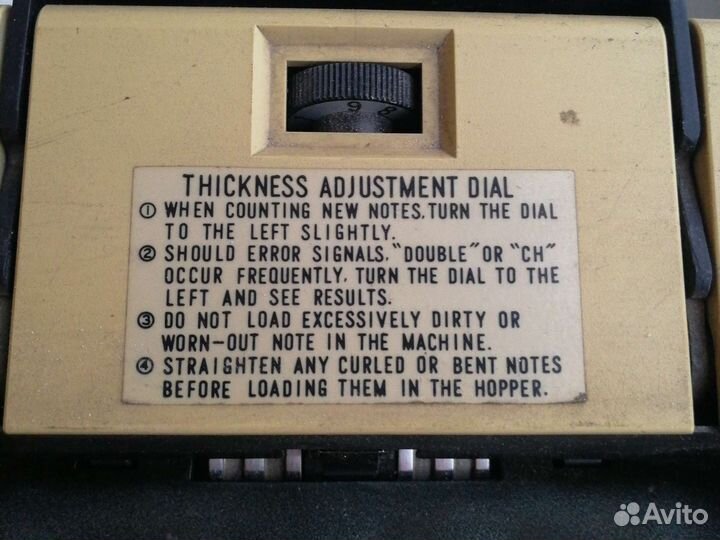 9 8
THICKNESS ADJUSTMENT DIAL
① WHEN COUNTING NEW NOTES, TURN THE DIAL
TO THE LEFT SLIGHTLY.
② SHOULD ERROR SIGNALS, "DOUBLE" OR "CH"
OCCUR FREQUENTLY, TURN THE DIAL TO THE
LEFT AND SEE RESULTS.
③ DO NOT LOAD EXCESSIVELY DIRTY OR
WORN-OUT NOTE IN THE MACHINE.
④ STRAIGHTEN ANY CURLED OR BENT NOTES
BEFORE LOADING THEM IN THE HOPPER.
Avito